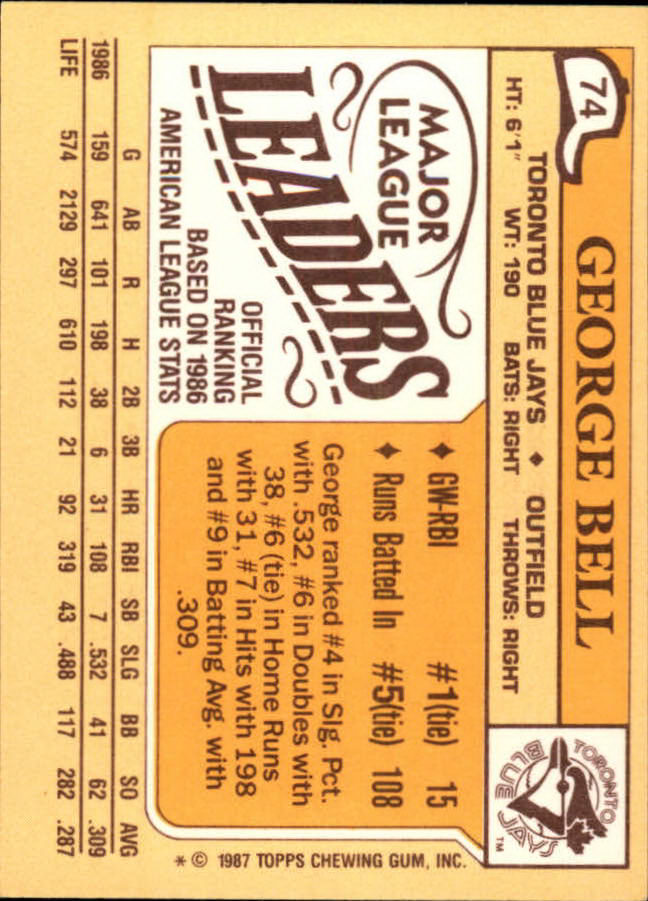 74
GEORGE BELL
TORONTO BLUE JAYS ♦ OUTFIELD
HT: 6'1" WT: 190 BATS: RIGHT THROWS: RIGHT
TORONTO
BLUE JAYS
TM
MAJOR
LEAGUE
LEADERS
OFFICIAL
RANKING
BASED ON 1986
AMERICAN LEAGUE STATS
♦ GW-RBI #1(tie) 15
♦ Runs Batted In #5(tie) 108
George ranked #4 in Slg. Pct.
with .532, #6 in Doubles with
38, #6 (tie) in Home Runs
with 31, #7 in Hits with 198
and #9 in Batting Avg. with
.309.
* © 1987 TOPPS CHEWING GUM, INC.
G AB R H 2B 3B HR RBI SB SLG BB SO AVG
1986 159 641 101 198 38 6 31 108 7 .532 41 62 .309
LIFE 574 2129 297 610 112 21 92 319 43 .488 117 282 .287